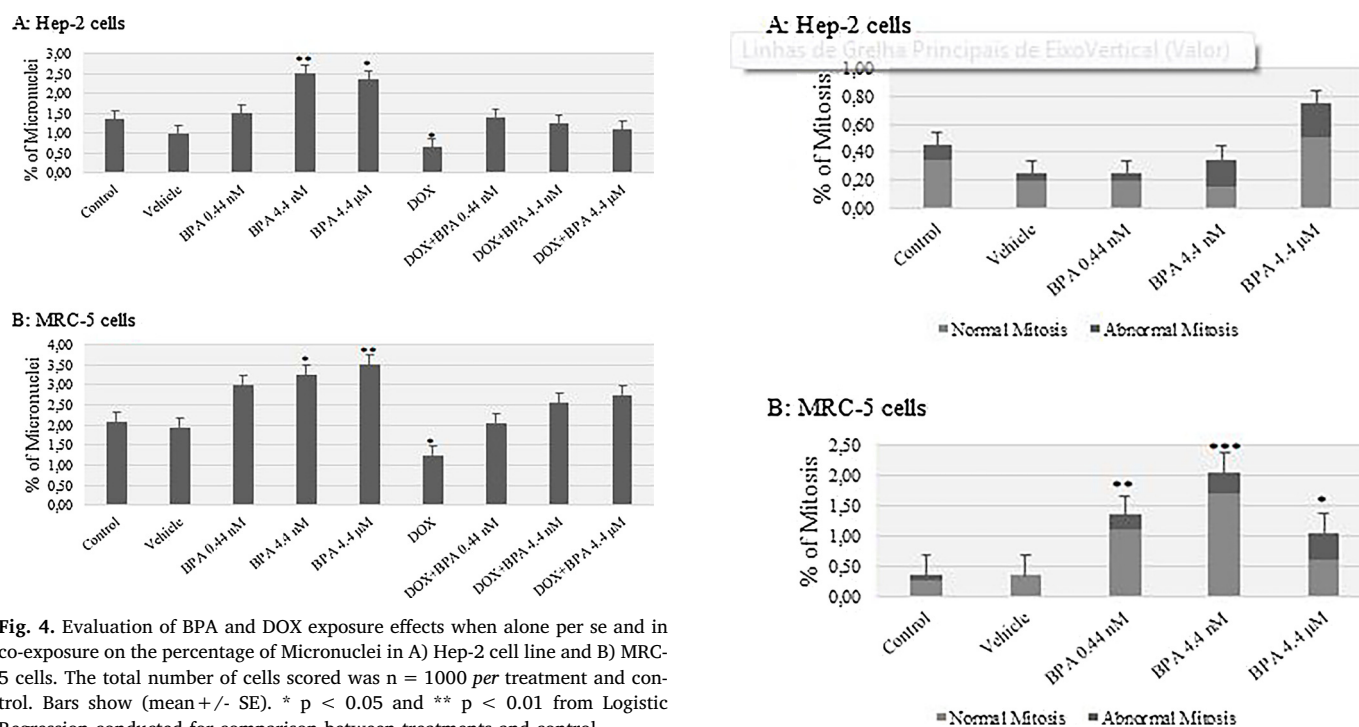 A: Hep-2 cells
% of Micronuclei
3,00
2,50
2,00
1,50
1,00
0,50
0,00
Control
Vehicle
BPA 0.44 nM
BPA 4.4 nM
BPA 4.4 µM
DOX
DOX+BPA 0.44 nM
DOX+BPA 4.4 nM
DOX+BPA 4.4 µM
B: MRC-5 cells
% of Micronuclei
4,00
3,50
3,00
2,50
2,00
1,50
1,00
0,50
0,00
Control
Vehicle
BPA 0.44 nM
BPA 4.4 nM
BPA 4.4 µM
DOX
DOX+BPA 0.44 nM
DOX+BPA 4.4 nM
DOX+BPA 4.4 µM
Fig. 4. Evaluation of BPA and DOX exposure effects when alone per se and in
co-exposure on the percentage of Micronuclei in A) Hep-2 cell line and B) MRC-
5 cells. The total number of cells scored was n = 1000 per treatment and con-
trol. Bars show (mean+/- SE). * p < 0.05 and ** p < 0.01 from Logistic
Regression conducted for comparison between treatments and control.
A: Hep-2 cells
Linhas de Grelha Principais de EixoVertical (Valor)
% of Mitosis
1,00
0,80
0,60
0,40
0,20
0,00
Control
Vehicle
BPA 0.44 nM
BPA 4.4 nM
BPA 4.4 µM
Normal Mitosis Abnormal Mitosis
B: MRC-5 cells
% of Mitosis
2,50
2,00
1,50
1,00
0,50
0,00
Control
Vehicle
BPA 0.44 nM
BPA 4.4 nM
BPA 4.4 µM
Normal Mitosis Abnormal Mitosis